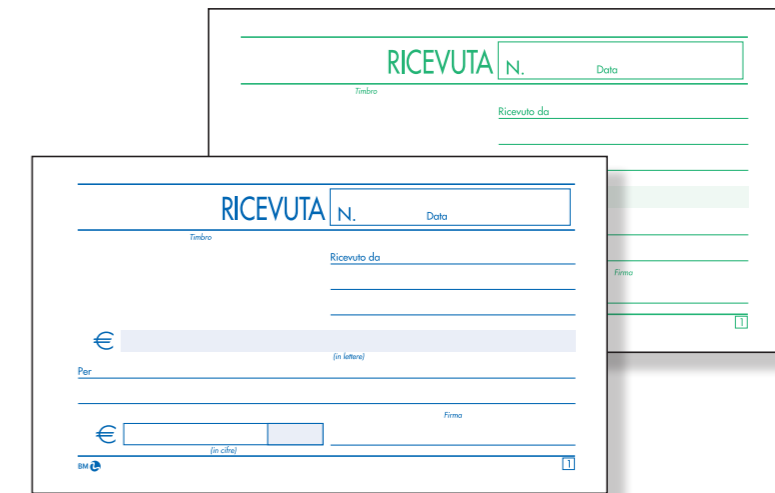 RICEVUTA N. Data
Timbro
Ricevuto da
Firma
1
RICEVUTA N. Data
Timbro
Ricevuto da
€
(in lettere)
Per
Firma
€
(in cifre)
BM 1